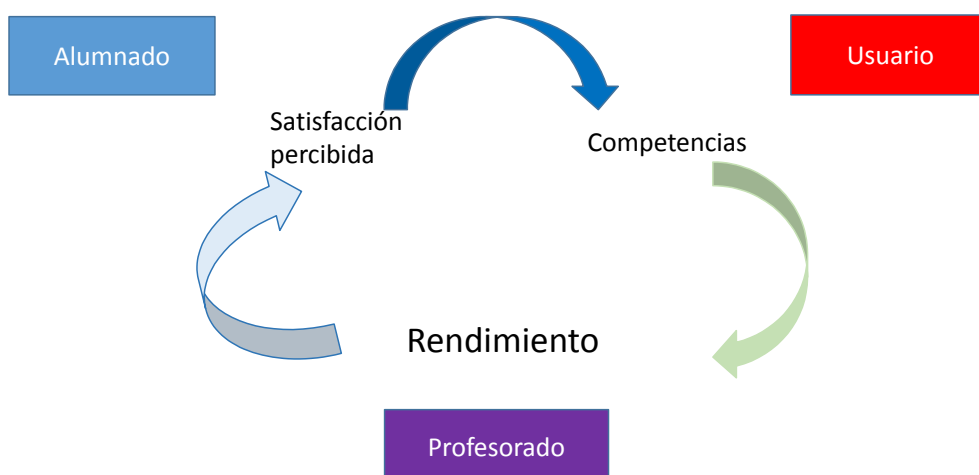 Alumnado
Usuario
Satisfacción
percibida
Competencias
Rendimiento
Profesorado